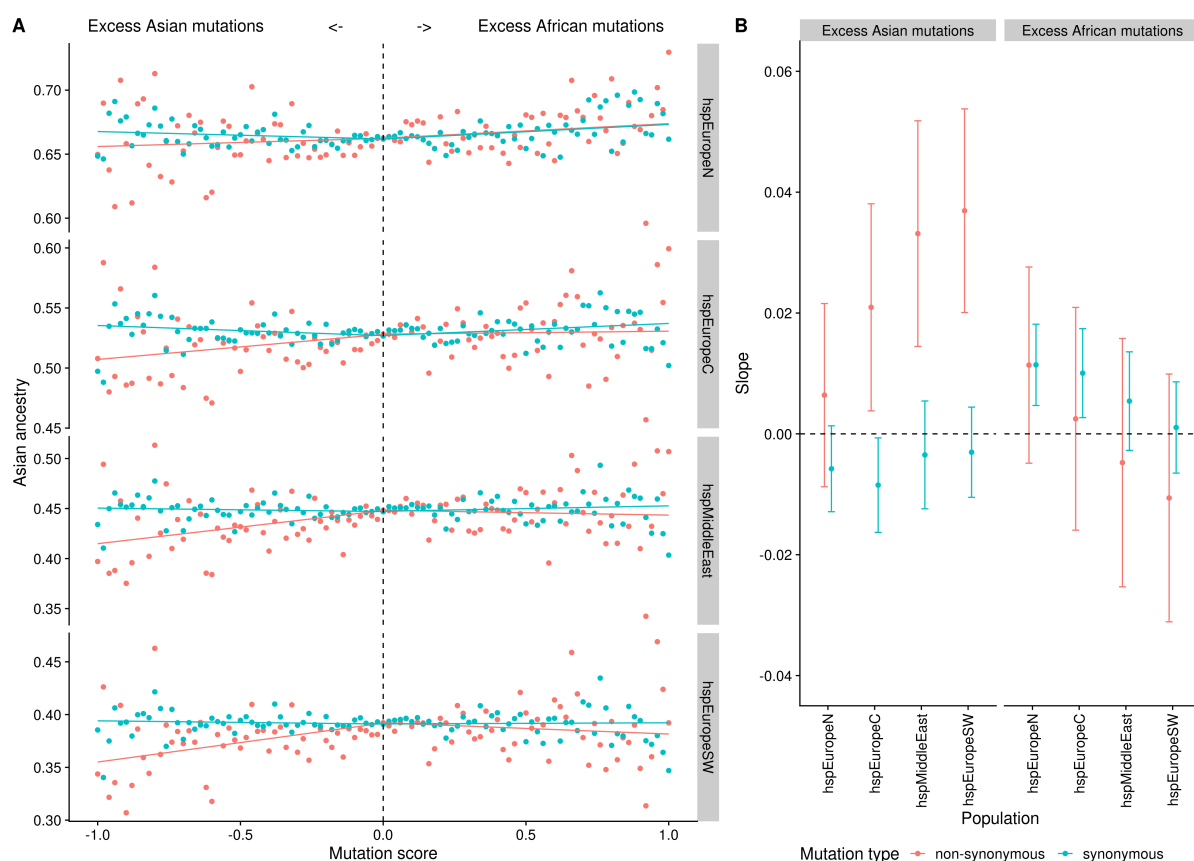 A
Excess Asian mutations <- -> Excess African mutations
Asian ancestry
0.70
0.65
0.60
hspEuropeN
0.60
0.55
0.50
0.45
hspEuropeC
0.50
0.45
0.40
0.35
hspMiddleEast
0.45
0.40
0.35
0.30
hspEuropeSW
-1.0 -0.5 0.0 0.5 1.0
Mutation score
B
Excess Asian mutations Excess African mutations
Slope
0.06
0.04
0.02
0.00
-0.02
-0.04
hspEuropeN hspEuropeC hspMiddleEast hspEuropeSW hspEuropeN hspEuropeC hspMiddleEast hspEuropeSW
Population
Mutation type non-synonymous synonymous